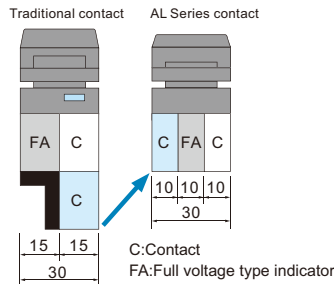 Traditional contact
AL Series contact
FA C
C
C FA C
10 10 10
30
15 15
30
C:Contact
FA:Full voltage type indicator